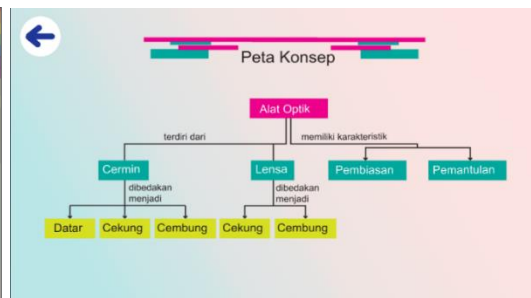 Peta Konsep
Alat Optik
terdiri dari
memiliki karakteristik
Cermin
Lensa
Pembiasan
Pemantulan
dibedakan
menjadi
dibedakan
menjadi
Datar
Cekung
Cembung
Cekung
Cembung